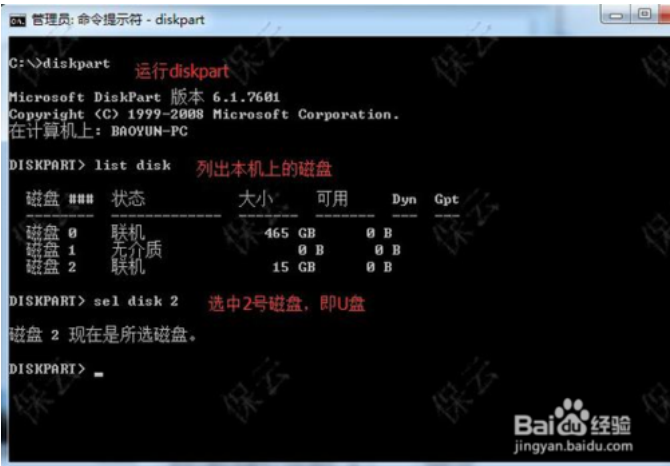 管理员: 命令提示符 - diskpart
C:\>diskpart 运行diskpart
Microsoft DiskPart 版本 6.1.7601
Copyright (C) 1999-2008 Microsoft Corporation.
在计算机上: BAOYUN-PC
DISKPART> list disk 列出本机上的磁盘
磁盘 ### 状态 大小 可用 Dyn Gpt
-------- ------------- ------- ------- --- ---
磁盘 0 联机 465 GB 0 B
磁盘 1 无介质 0 B 0 B
磁盘 2 联机 15 GB 0 B
DISKPART> sel disk 2 选中2号磁盘，即U盘
磁盘 2 现在是所选磁盘。
DISKPART> _
保云
Baidu 经验
jingyan.baidu.com